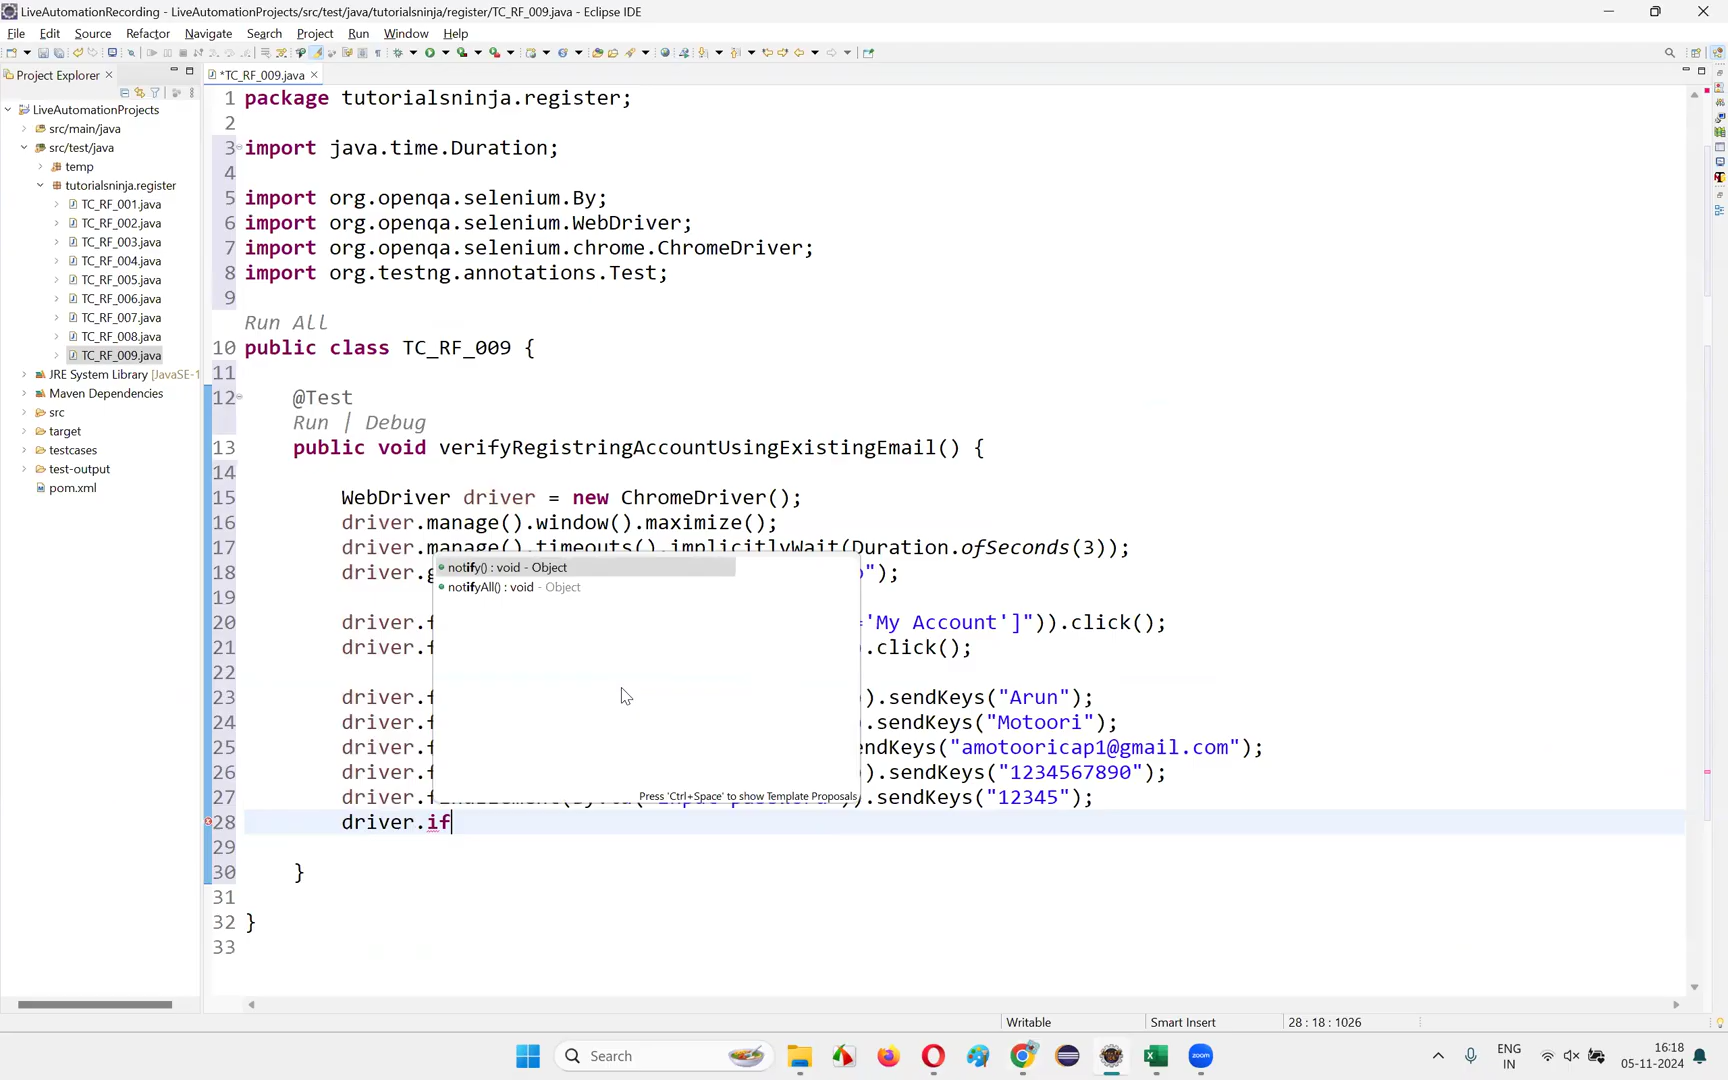 LiveAutomationRecording - LiveAutomationProjects/src/test/java/tutorialsninja/register/TC_RF_009.java - Eclipse IDE
File Edit Source Refactor Navigate Search Project Run Window Help
Project Explorer
*TC_RF_009.java
LiveAutomationProjects
src/main/java
src/test/java
temp
tutorialsninja.register
TC_RF_001.java
TC_RF_002.java
TC_RF_003.java
TC_RF_004.java
TC_RF_005.java
TC_RF_006.java
TC_RF_007.java
TC_RF_008.java
TC_RF_009.java
JRE System Library [JavaSE-1
Maven Dependencies
src
target
testcases
test-output
pom.xml
1 package tutorialsninja.register;
2
3 import java.time.Duration;
4
5 import org.openqa.selenium.By;
6 import org.openqa.selenium.WebDriver;
7 import org.openqa.selenium.chrome.ChromeDriver;
8 import org.testng.annotations.Test;
9
Run All
10 public class TC_RF_009 {
11
12 @Test
Run | Debug
13 public void verifyRegistringAccountUsingExistingEmail() {
14
15 WebDriver driver = new ChromeDriver();
16 driver.manage().window().maximize();
17 driver.manage().timeouts().implicitlyWait(Duration.ofSeconds(3));
18 driver.g ");
19
20 driver.f ='My Account']")).click();
21 driver.f .click();
22
23 driver.f ).sendKeys("Arun");
24 driver.f .sendKeys("Motoori");
25 driver.f endKeys("amotooricap1@gmail.com");
26 driver.f ).sendKeys("1234567890");
27 driver.findElement(By.id("input-password")).sendKeys("12345");
28 driver.if
29
30 }
31
32 }
33
notify() : void - Object
notifyAll() : void - Object
Press 'Ctrl+Space' to show Template Proposals
Writable Smart Insert 28 : 18 : 1026
Search
zoom
ENG
IN
16:18
05-11-2024